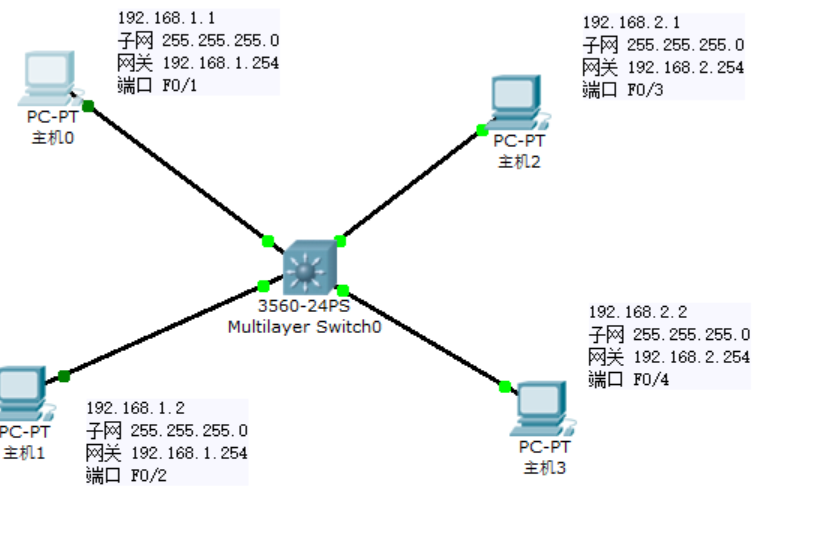 192.168.1.1
子网 255.255.255.0
网关 192.168.1.254
端口 F0/1
PC-PT
主机0
192.168.2.1
子网 255.255.255.0
网关 192.168.2.254
端口 F0/3
PC-PT
主机2
3560-24PS
Multilayer Switch0
192.168.2.2
子网 255.255.255.0
网关 192.168.2.254
端口 F0/4
PC-PT
主机1
192.168.1.2
子网 255.255.255.0
网关 192.168.1.254
端口 F0/2
PC-PT
主机3